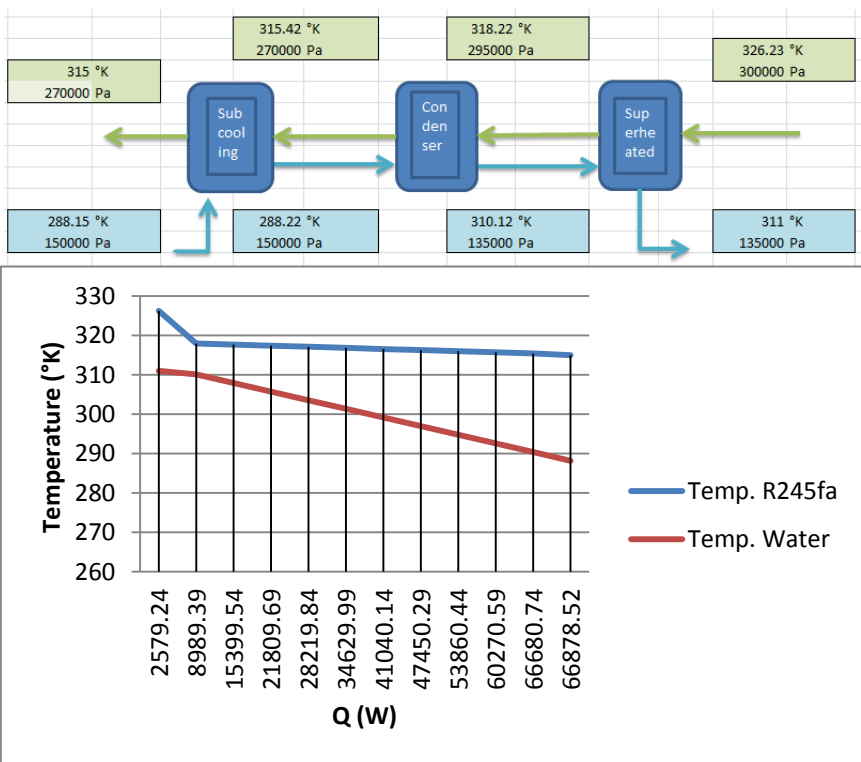 315.42 °K
270000 Pa
318.22 °K
295000 Pa
326.23 °K
300000 Pa
315 °K
270000 Pa
Sub
cool
ing
Con
den
ser
Sup
erhe
ated
288.15 °K
150000 Pa
288.22 °K
150000 Pa
310.12 °K
135000 Pa
311 °K
135000 Pa
330
320
310
300
290
280
270
260
Temperature (°K)
2579.24
8989.39
15399.54
21809.69
28219.84
34629.99
41040.14
47450.29
53860.44
60270.59
66680.74
66878.52
Q (W)
Temp. R245fa
Temp. Water